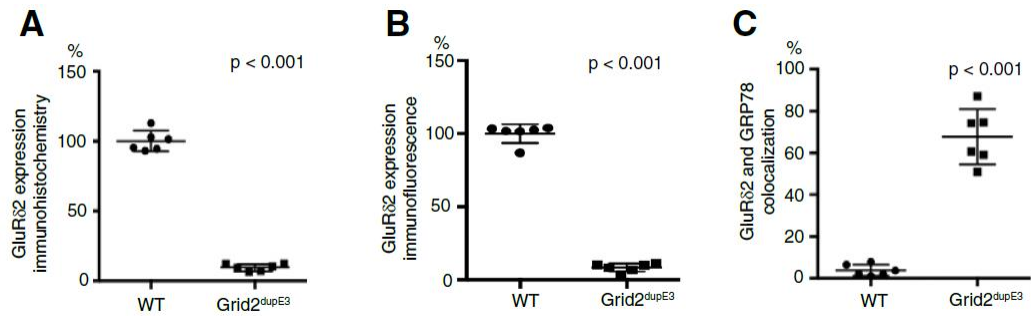 A
%
p < 0.001
150
100
50
0
GluRδ2 expression
immunohistochemistry
WT
Grid2dupE3
B
%
p < 0.001
150
100
50
0
GluRδ2 expression
immunofluorescence
WT
Grid2dupE3
C
%
p < 0.001
100
80
60
40
20
0
GluRδ2 and GRP78
colocalization
WT
Grid2dupE3